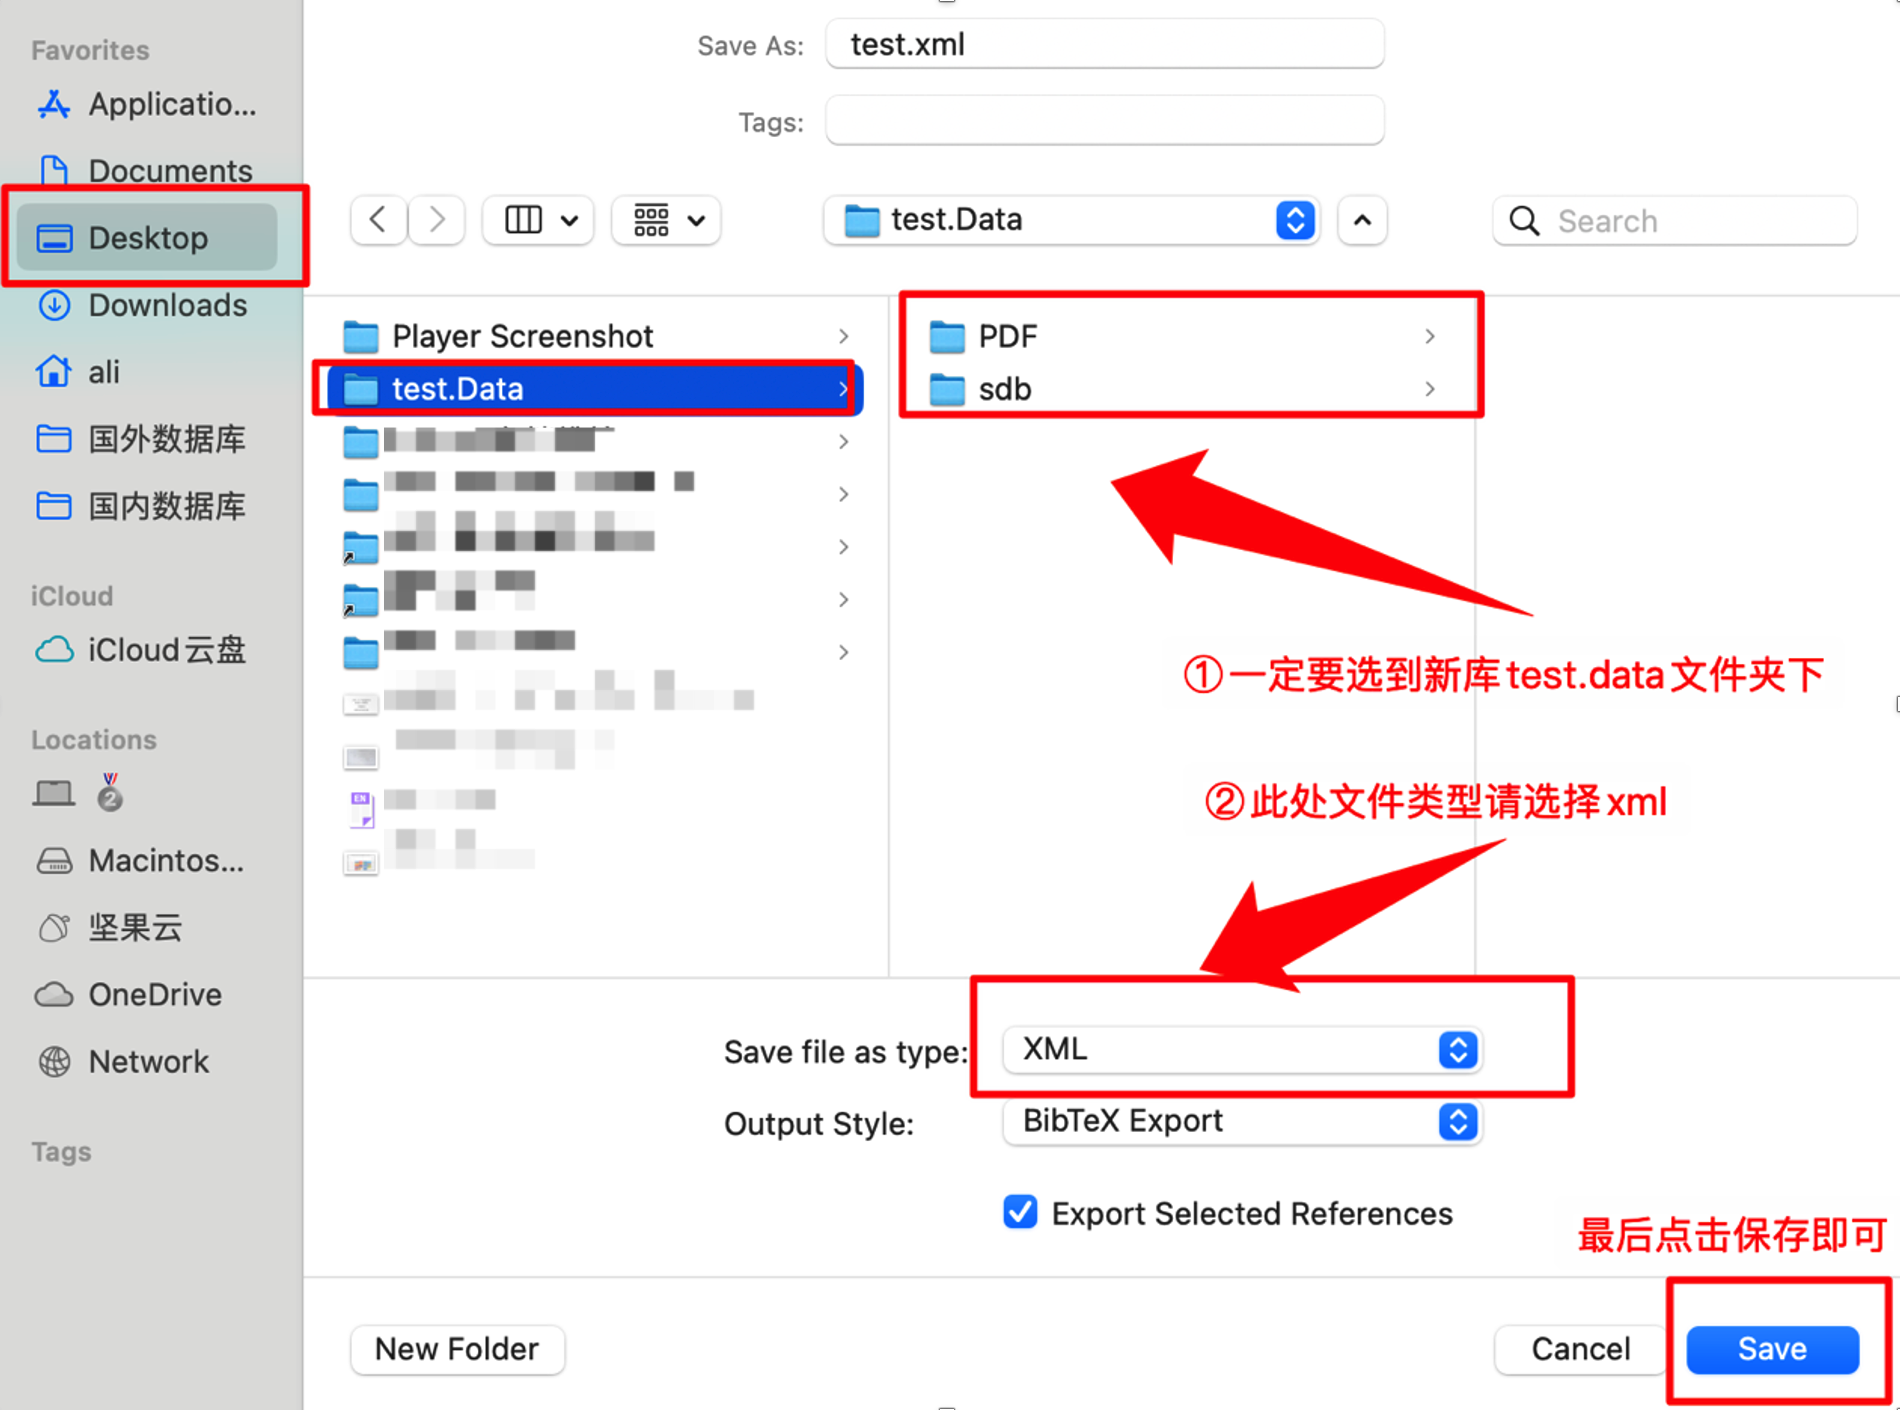 Favorites
Applicatio...
Documents
Desktop
Downloads
ali
国外数据库
国内数据库
iCloud
iCloud云盘
Locations
2
Macintos...
坚果云
OneDrive
Network
Tags
Save As: test.xml
Tags:
test.Data
Search
Player Screenshot
test.Data
EN
PDF
sdb
①一定要选到新库test.data文件夹下
②此处文件类型请选择xml
Save file as type: XML
Output Style: BibTeX Export
Export Selected References
最后点击保存即可
New Folder
Cancel
Save